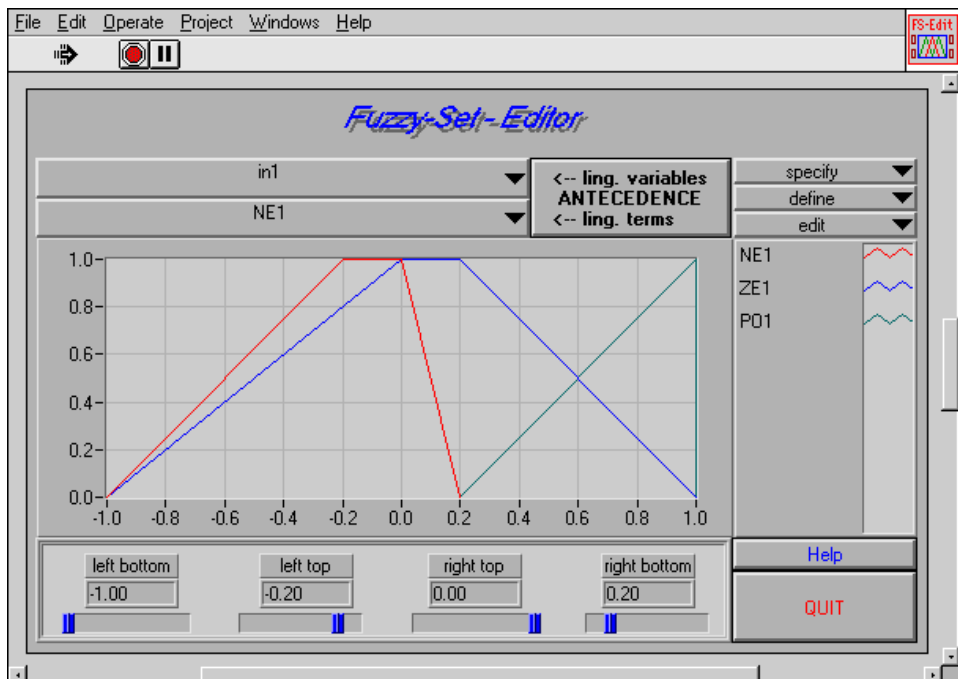 File Edit Operate Project Windows Help
FS-Edit
Fuzzy-Set-Editor
in1
NE1
<-- ling. variables
ANTECEDENCE
<-- ling. terms
specify
define
edit
NE1
ZE1
PO1
1.0
0.8
0.6
0.4
0.2
0.0
-1.0 -0.8 -0.6 -0.4 -0.2 0.0 0.2 0.4 0.6 0.8 1.0
left bottom left top right top right bottom
-1.00 -0.20 0.00 0.20
Help
QUIT